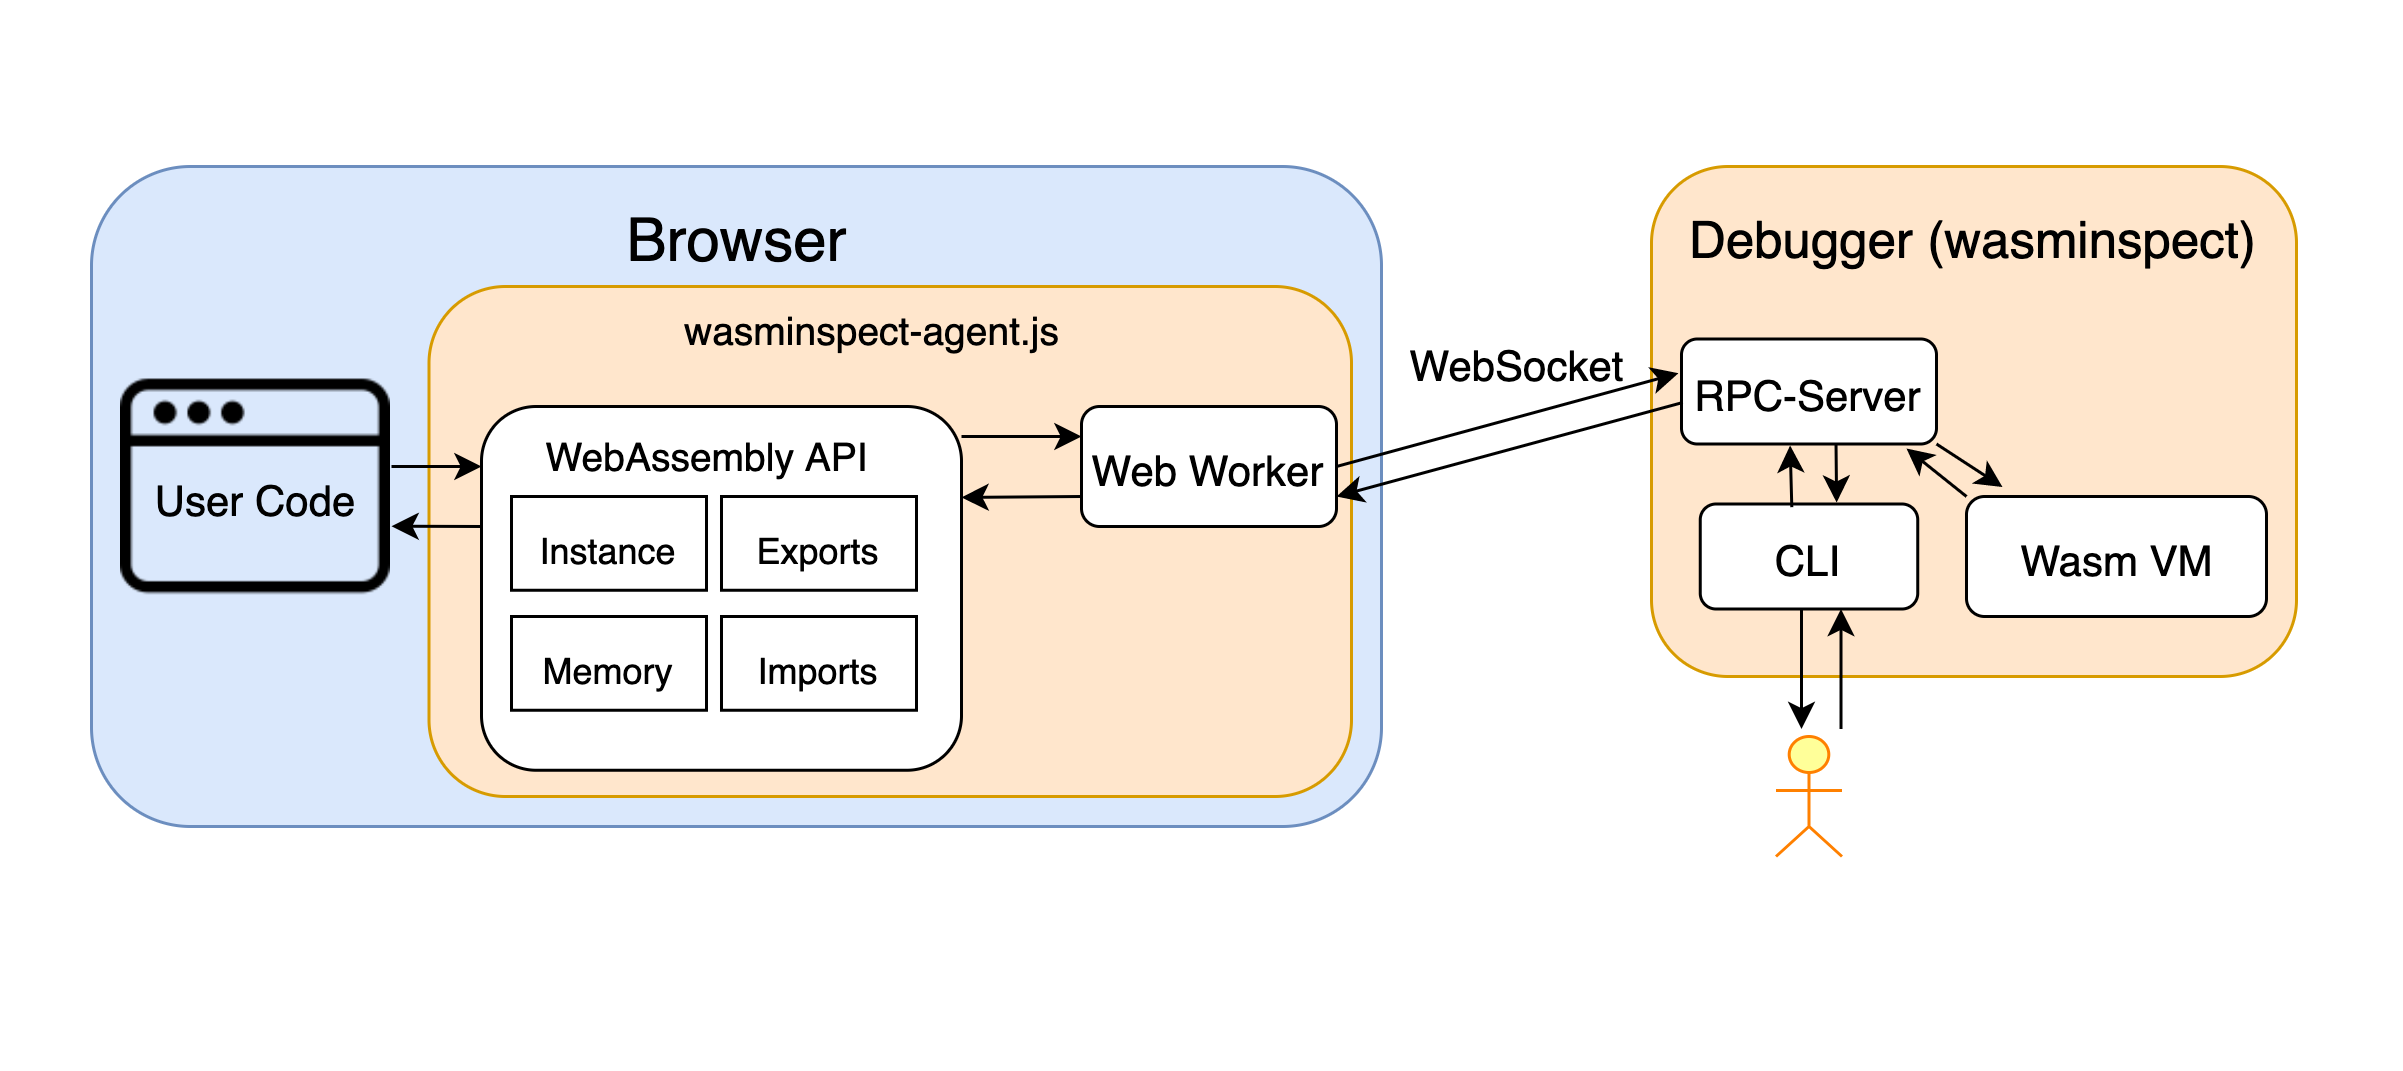 Browser
wasminspect-agent.js
User Code
WebAssembly API
Instance
Exports
Memory
Imports
Web Worker
WebSocket
Debugger (wasminspect)
RPC-Server
CLI
Wasm VM